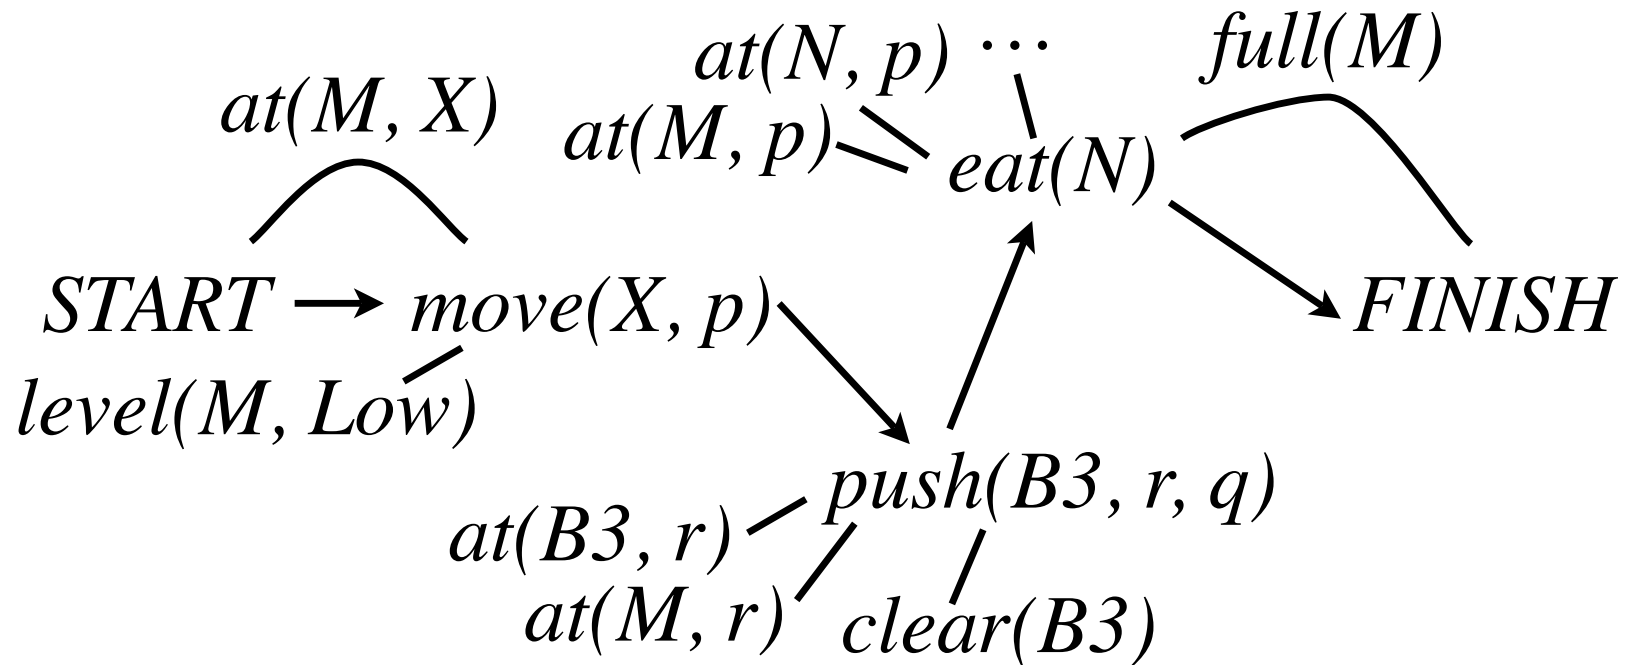 at(N, p) ···
full(M)
at(M, X)
at(M, p)
eat(N)
START
move(X, p)
FINISH
level(M, Low)
push(B3, r, q)
at(B3, r)
at(M, r)
clear(B3)